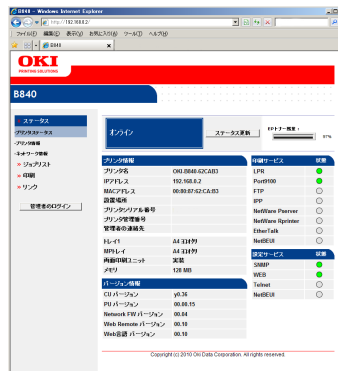 B840 - Windows Internet Explorer
http://192.168.0.2/
ファイル(F) 編集(E) 表示(V) お気に入り(A) ツール(T) ヘルプ(H)
B840
OKI
PRINTING SOLUTIONS
B840
ステータス
-プリンタステータス
-プリンタ情報
-ネットワーク情報
» ジョブリスト
» 印刷
» リンク
管理者のログイン
オンライン
ステータス更新
EPトナー残量:
87%
プリンタ情報
プリンタ名 OKI-B840-62CAB3
IPアドレス 192.168.0.2
MACアドレス 00:80:87:62:CA:B3
設置場所
プリンタシリアル番号
プリンタ管理番号
管理者の連絡先
トレイ1 A4 ヨコオクリ
MPトレイ A4 ヨコオクリ
両面印刷ユニット 実装
メモリ 128 MB
バージョン情報
CU バージョン y0.36
PU バージョン 00.00.15
Network FW バージョン 00.04
Web Remote バージョン 00.10
Web言語 バージョン 00.10
印刷サービス 状態
LPR
Port9100
FTP
IPP
NetWare Pserver
NetWare Rprinter
EtherTalk
NetBEUI
設定サービス 状態
SNMP
WEB
Telnet
NetBEUI
Copyright (c) 2010 Oki Data Corporation. All rights reserved.